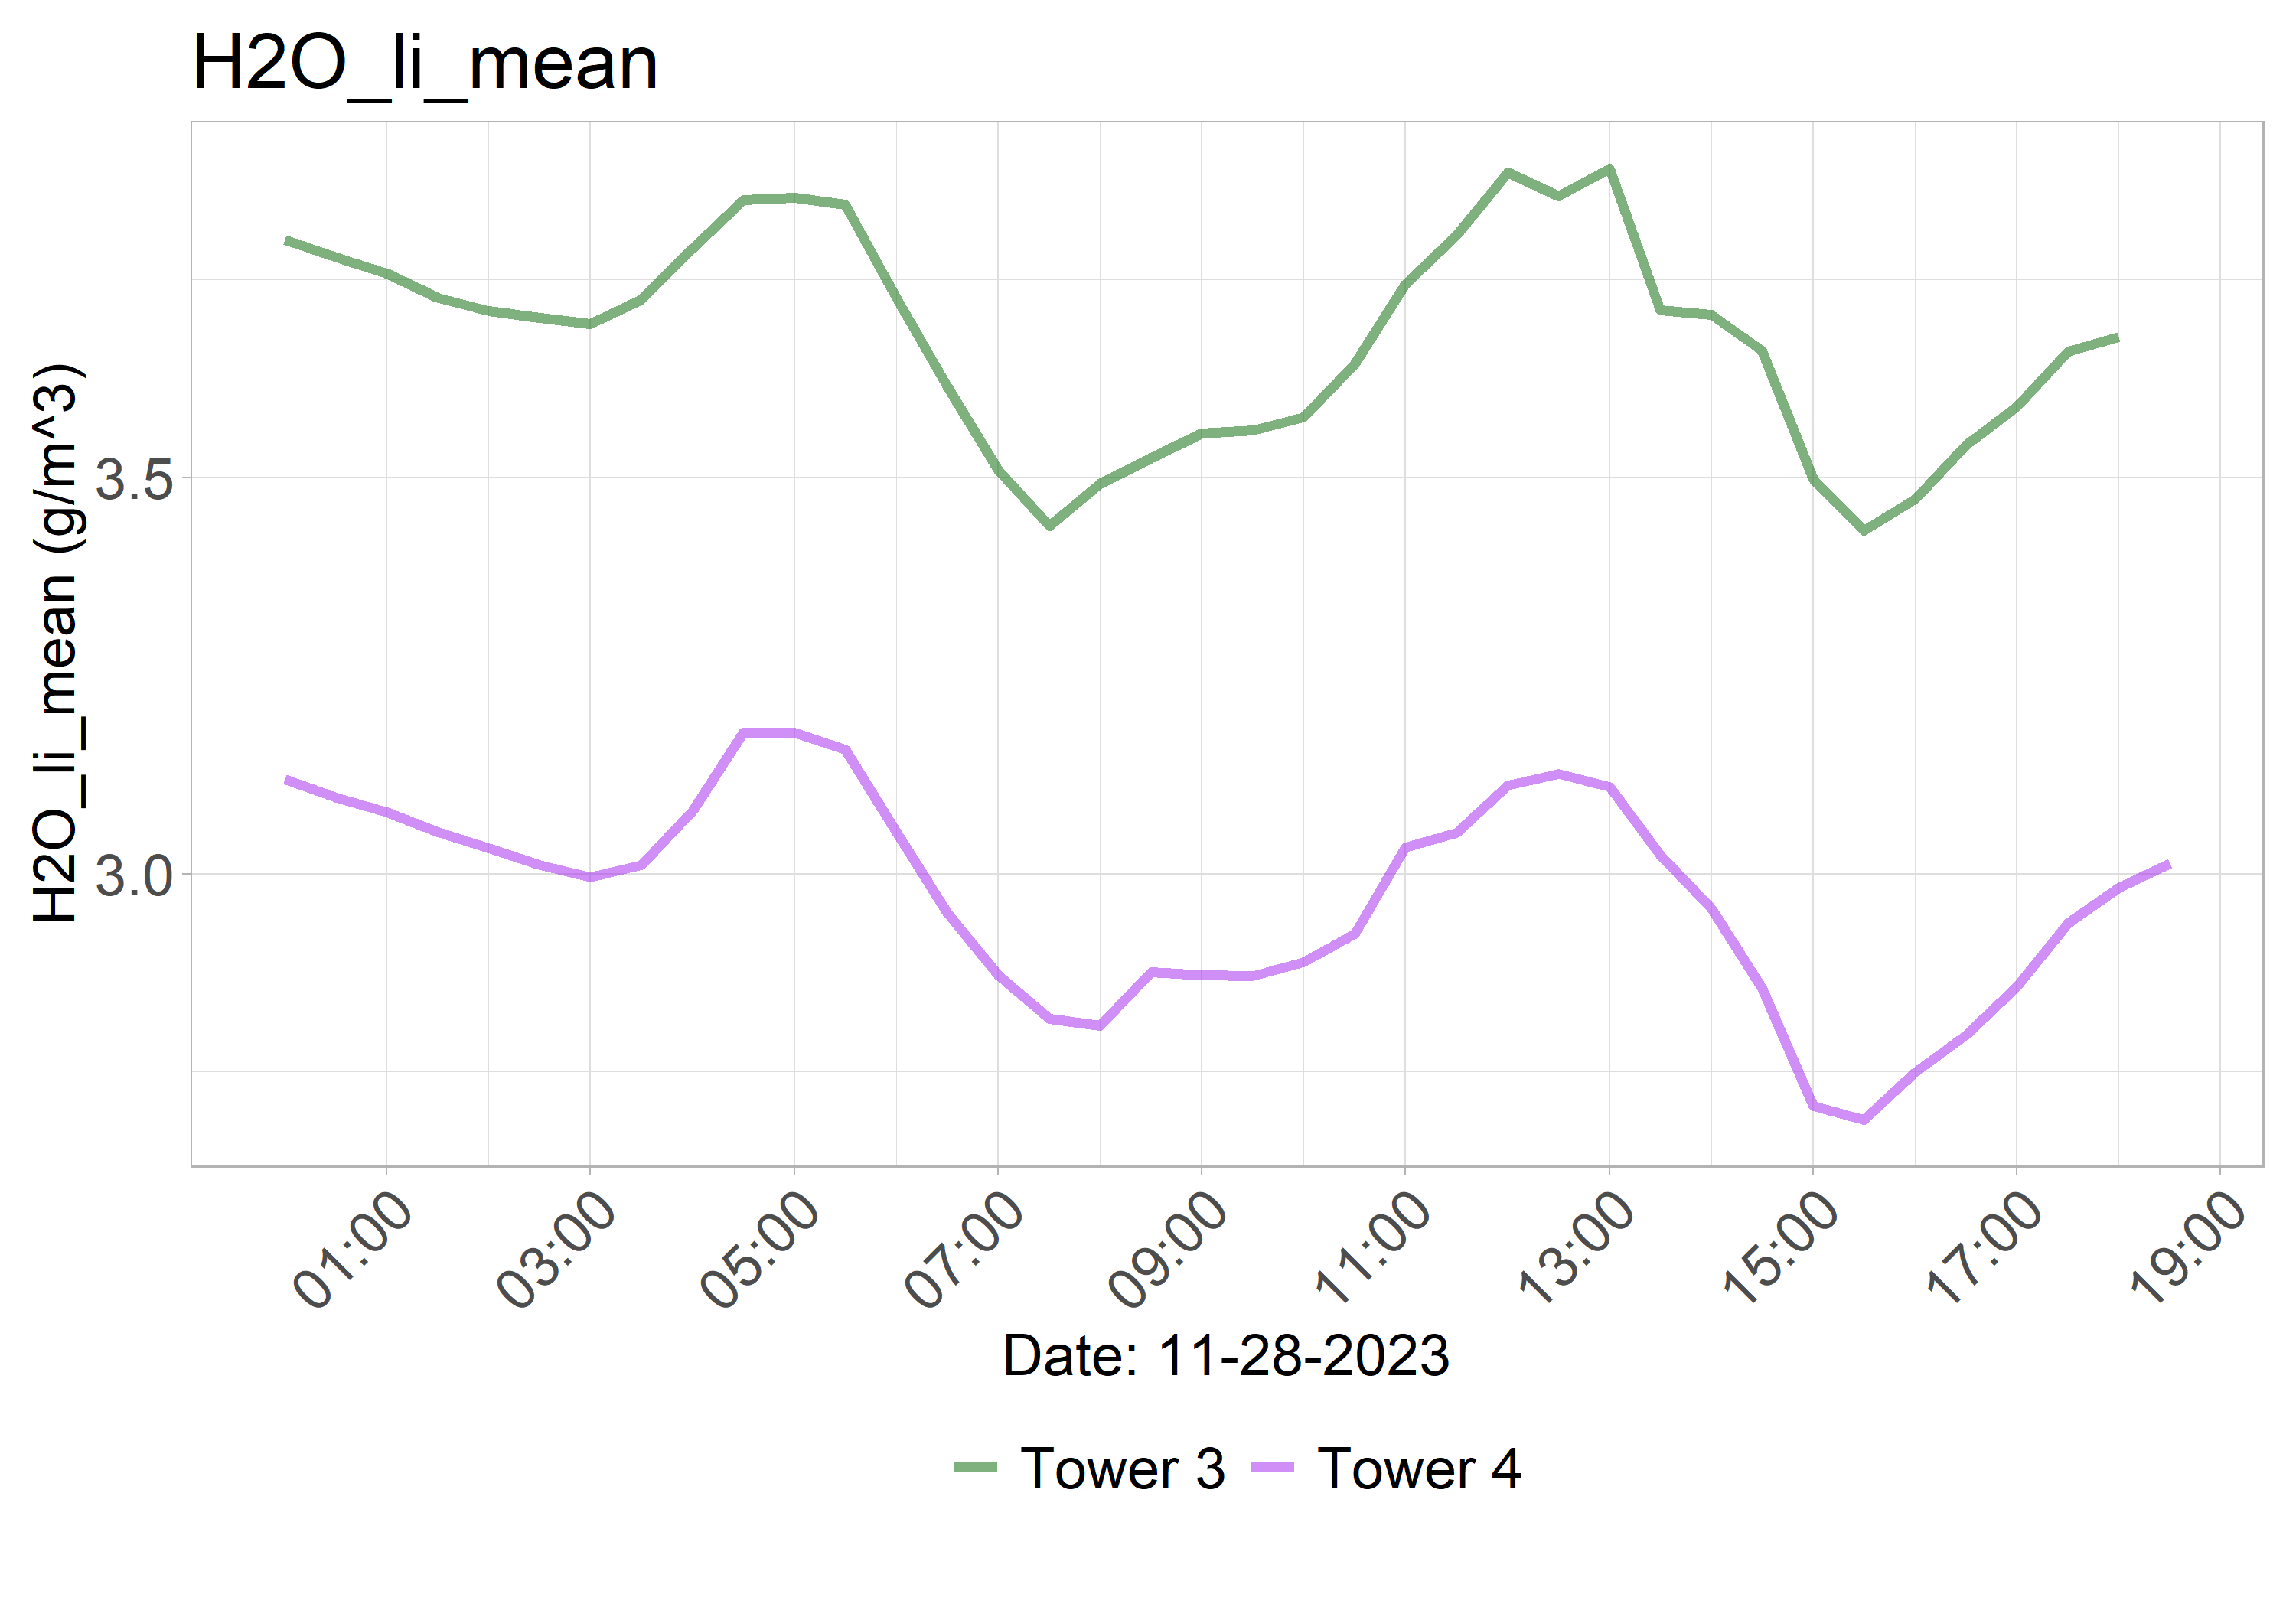 H2O_li_mean
H2O_li_mean (g/m^3)
3.5
3.0
01:00 03:00 05:00 07:00 09:00 11:00 13:00 15:00 17:00 19:00
Date: 11-28-2023
Tower 3 Tower 4